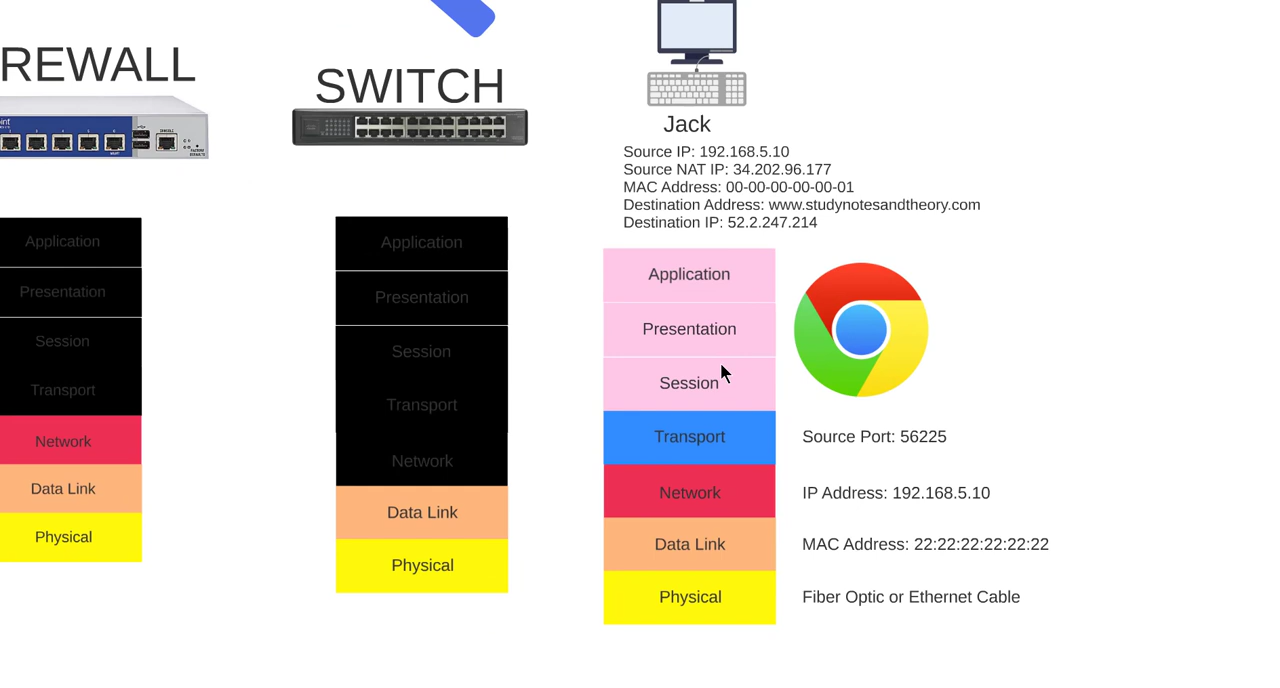 REWALL
SWITCH
Jack
Source IP: 192.168.5.10
Source NAT IP: 34.202.96.177
MAC Address: 00-00-00-00-00-01
Destination Address: www.studynotesandtheory.com
Destination IP: 52.2.247.214
Application
Presentation
Session
Transport
Network
Data Link
Physical
Application
Presentation
Session
Transport
Network
Data Link
Physical
Application
Presentation
Session
Transport
Source Port: 56225
Network
IP Address: 192.168.5.10
Data Link
MAC Address: 22:22:22:22:22:22
Physical
Fiber Optic or Ethernet Cable